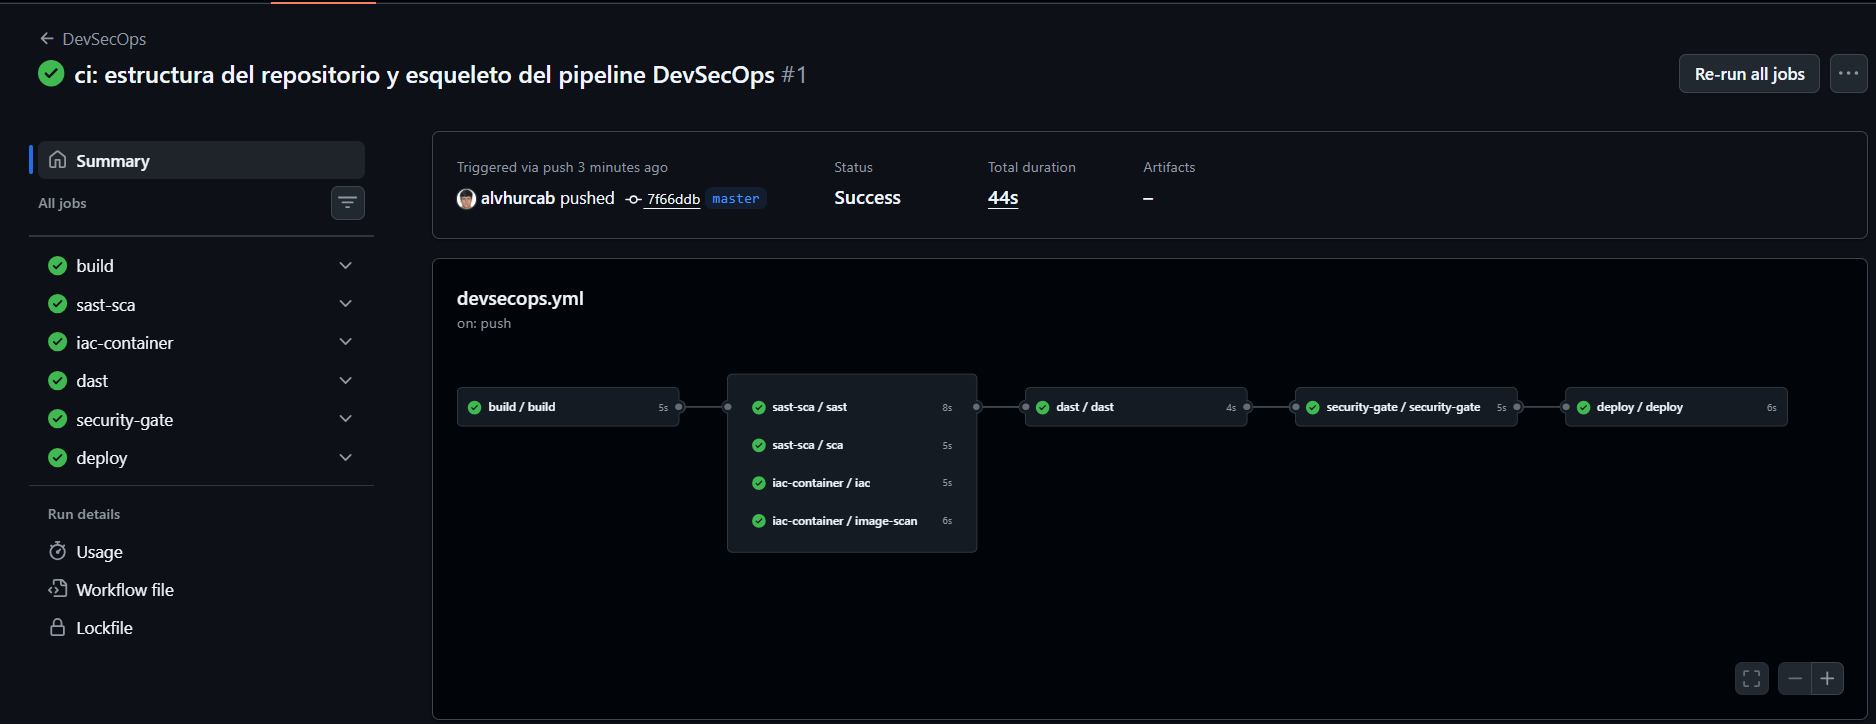 DevSecOps
ci: estructura del repositorio y esqueleto del pipeline DevSecOps #1
Re-run all jobs
Summary
All jobs
build
sast-sca
iac-container
dast
security-gate
deploy
Run details
Usage
Workflow file
Lockfile
Triggered via push 3 minutes ago
alvhurcab pushed 7f66ddb master
Status
Success
Total duration
44s
Artifacts
–
devsecops.yml
on: push
build / build 5s
sast-sca / sast 8s
sast-sca / sca 5s
iac-container / iac 5s
iac-container / image-scan 6s
dast / dast 4s
security-gate / security-gate 5s
deploy / deploy 6s